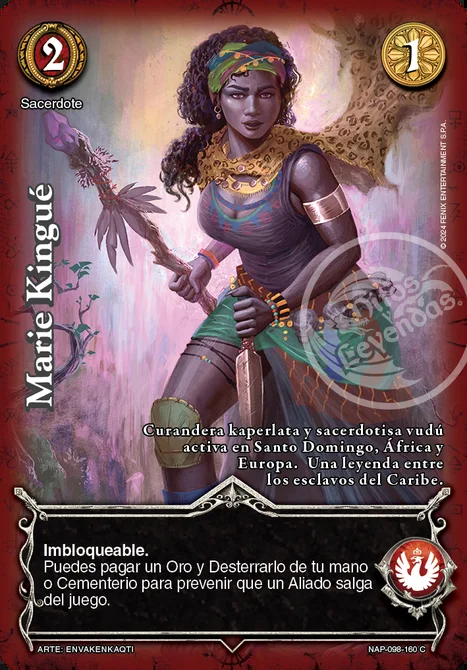 2
1
Sacerdote
Marie Kingué
© 2024 FENIX ENTERTAINMENT S.P.A.
Mitos
y
Leyendas
Curandera kaperlata y sacerdotisa vudú
activa en Santo Domingo, África y
Europa. Una leyenda entre
los esclavos del Caribe.
Imbloqueable.
Puedes pagar un Oro y Desterrarlo de tu mano
o Cementerio para prevenir que un Aliado salga
del juego.
ARTE: ENVAKENKAQTI
NAP-098-160 C